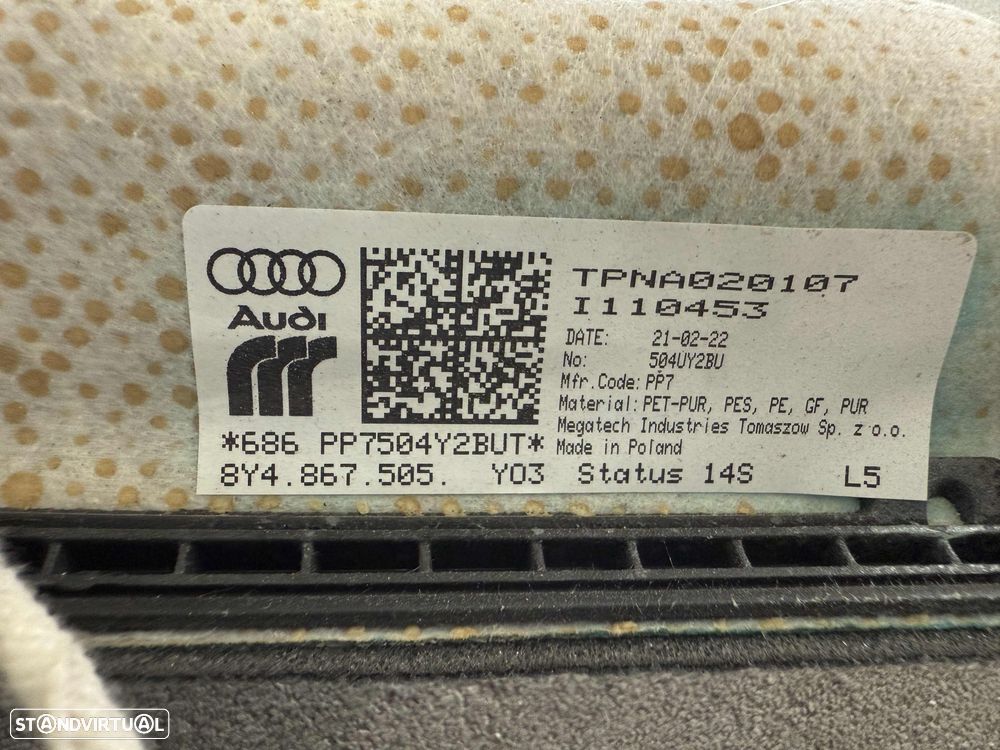 Audi
TPNA020107
I110453
DATE: 21-02-22
No: 504UY2BU
Mfr.Code: PP7
Material: PET-PUR, PES, PE, GF, PUR
Megatech Industries Tomaszow Sp. z o.o.
Made in Poland
*686 PP7504Y2BUT*
8Y4.867.505. Y03 Status 14S L5
STANDVIRTUAL